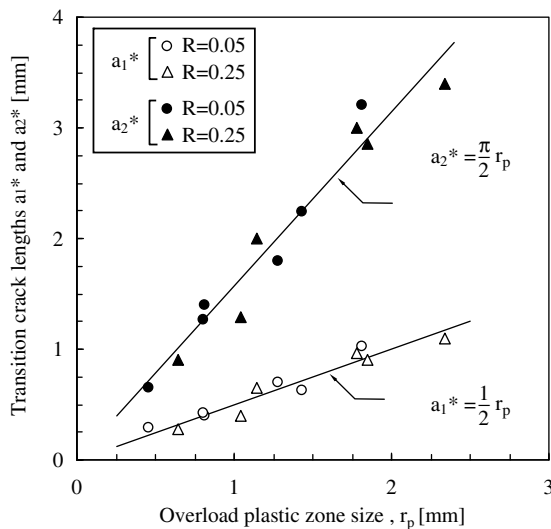 4
3
2
1
0
0
1
2
3
Transition crack lengths a₁* and a₂* [mm]
a₁*
R=0.05
R=0.25
a₂*
R=0.05
R=0.25
a₂* = π/2 rₚ
a₁* = 1/2 rₚ
Overload plastic zone size , rₚ [mm]